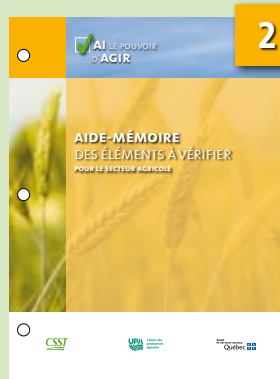 2
AI LE POUVOIR
D'AGIR
AIDE-MÉMOIRE
DES ÉLÉMENTS À VÉRIFIER
POUR LE SECTEUR AGRICOLE
CSST
UPA
Québec